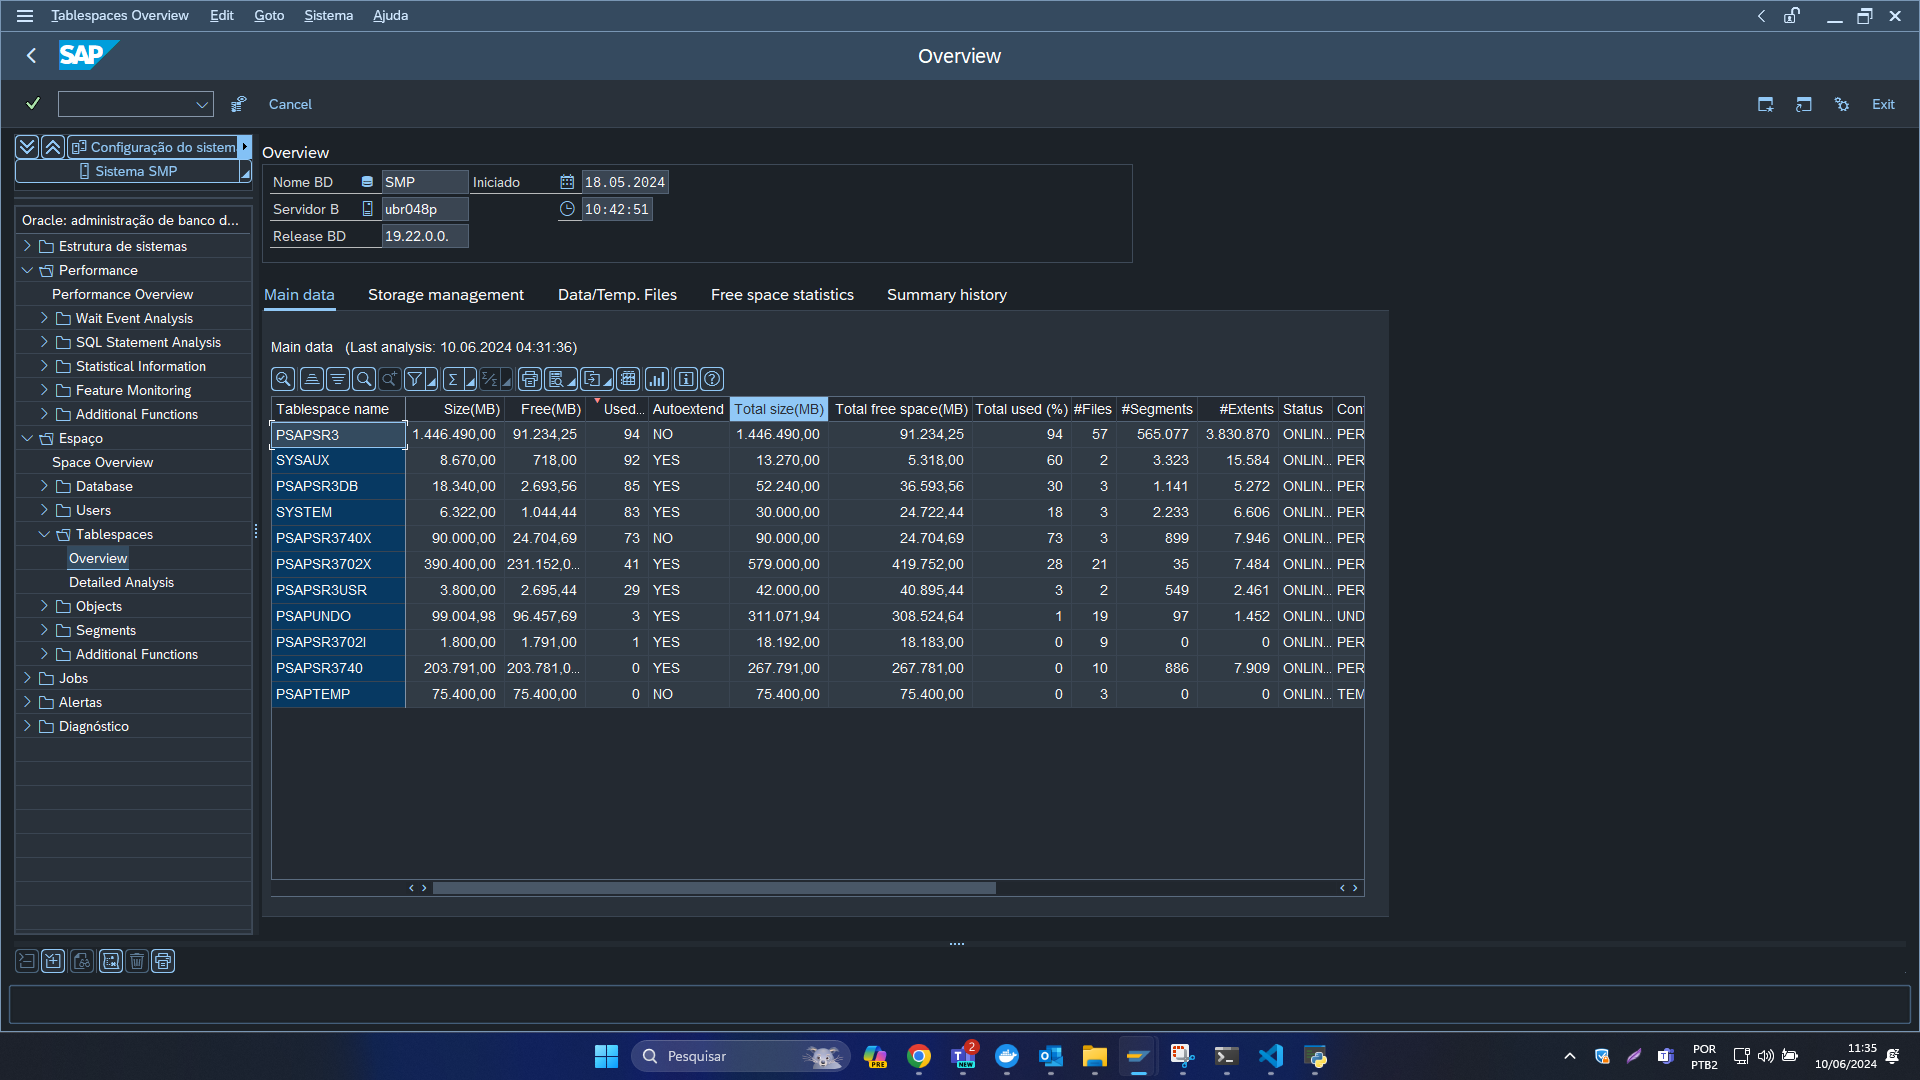 Tablespaces Overview Edit Goto Sistema Ajuda
SAP
Overview
Cancel
Exit
Configuração do sistem
Sistema SMP
Oracle: administração de banco d...
Estrutura de sistemas
Performance
Performance Overview
Wait Event Analysis
SQL Statement Analysis
Statistical Information
Feature Monitoring
Additional Functions
Espaço
Space Overview
Database
Users
Tablespaces
Overview
Detailed Analysis
Objects
Segments
Additional Functions
Jobs
Alertas
Diagnóstico
Overview
Nome BD SMP Iniciado 18.05.2024
Servidor B ubr048p 10:42:51
Release BD 19.22.0.0.
Main data Storage management Data/Temp. Files Free space statistics Summary history
Main data (Last analysis: 10.06.2024 04:31:36)
Tablespace name Size(MB) Free(MB) Used... Autoextend Total size(MB) Total free space(MB) Total used (%) #Files #Segments #Extents Status Con
PSAPSR3 1.446.490,00 91.234,25 94 NO 1.446.490,00 91.234,25 94 57 565.077 3.830.870 ONLIN... PER
SYSAUX 8.670,00 718,00 92 YES 13.270,00 5.318,00 60 2 3.323 15.584 ONLIN... PER
PSAPSR3DB 18.340,00 2.693,56 85 YES 52.240,00 36.593,56 30 3 1.141 5.272 ONLIN... PER
SYSTEM 6.322,00 1.044,44 83 YES 30.000,00 24.722,44 18 3 2.233 6.606 ONLIN... PER
PSAPSR3740X 90.000,00 24.704,69 73 NO 90.000,00 24.704,69 73 3 899 7.946 ONLIN... PER
PSAPSR3702X 390.400,00 231.152,0... 41 YES 579.000,00 419.752,00 28 21 35 7.484 ONLIN... PER
PSAPSR3USR 3.800,00 2.695,44 29 YES 42.000,00 40.895,44 3 2 549 2.461 ONLIN... PER
PSAPUNDO 99.004,98 96.457,69 3 YES 311.071,94 308.524,64 1 19 97 1.452 ONLIN... UND
PSAPSR3702I 1.800,00 1.791,00 1 YES 18.192,00 18.183,00 0 9 0 0 ONLIN... PER
PSAPSR3740 203.791,00 203.781,0... 0 YES 267.791,00 267.781,00 0 10 886 7.909 ONLIN... PER
PSAPTEMP 75.400,00 75.400,00 0 NO 75.400,00 75.400,00 0 3 0 0 ONLIN... TEM
Pesquisar
PRE
2
NEW
POR
PTB2
11:35
10/06/2024